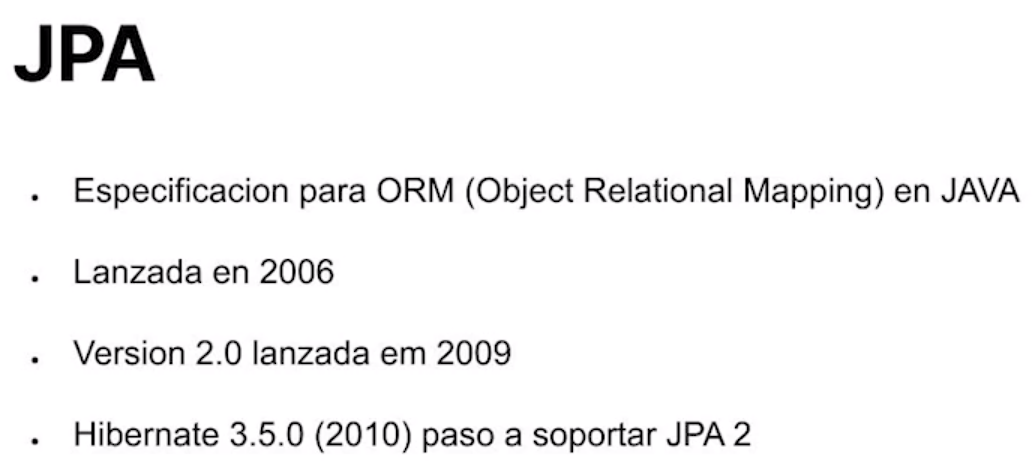 JPA
. Especificacion para ORM (Object Relational Mapping) en JAVA
. Lanzada en 2006
. Version 2.0 lanzada em 2009
. Hibernate 3.5.0 (2010) paso a soportar JPA 2